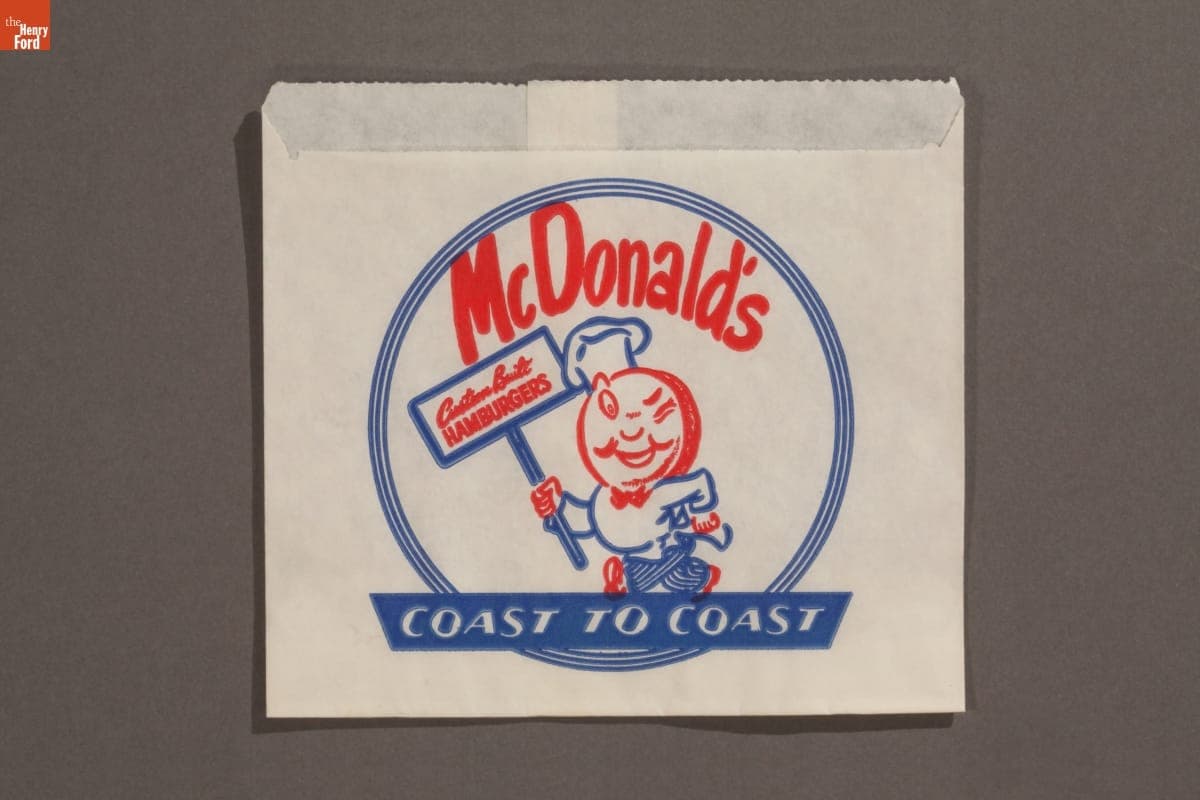 the
Henry
Ford
McDonald's
Custom Built
HAMBURGERS
COAST TO COAST